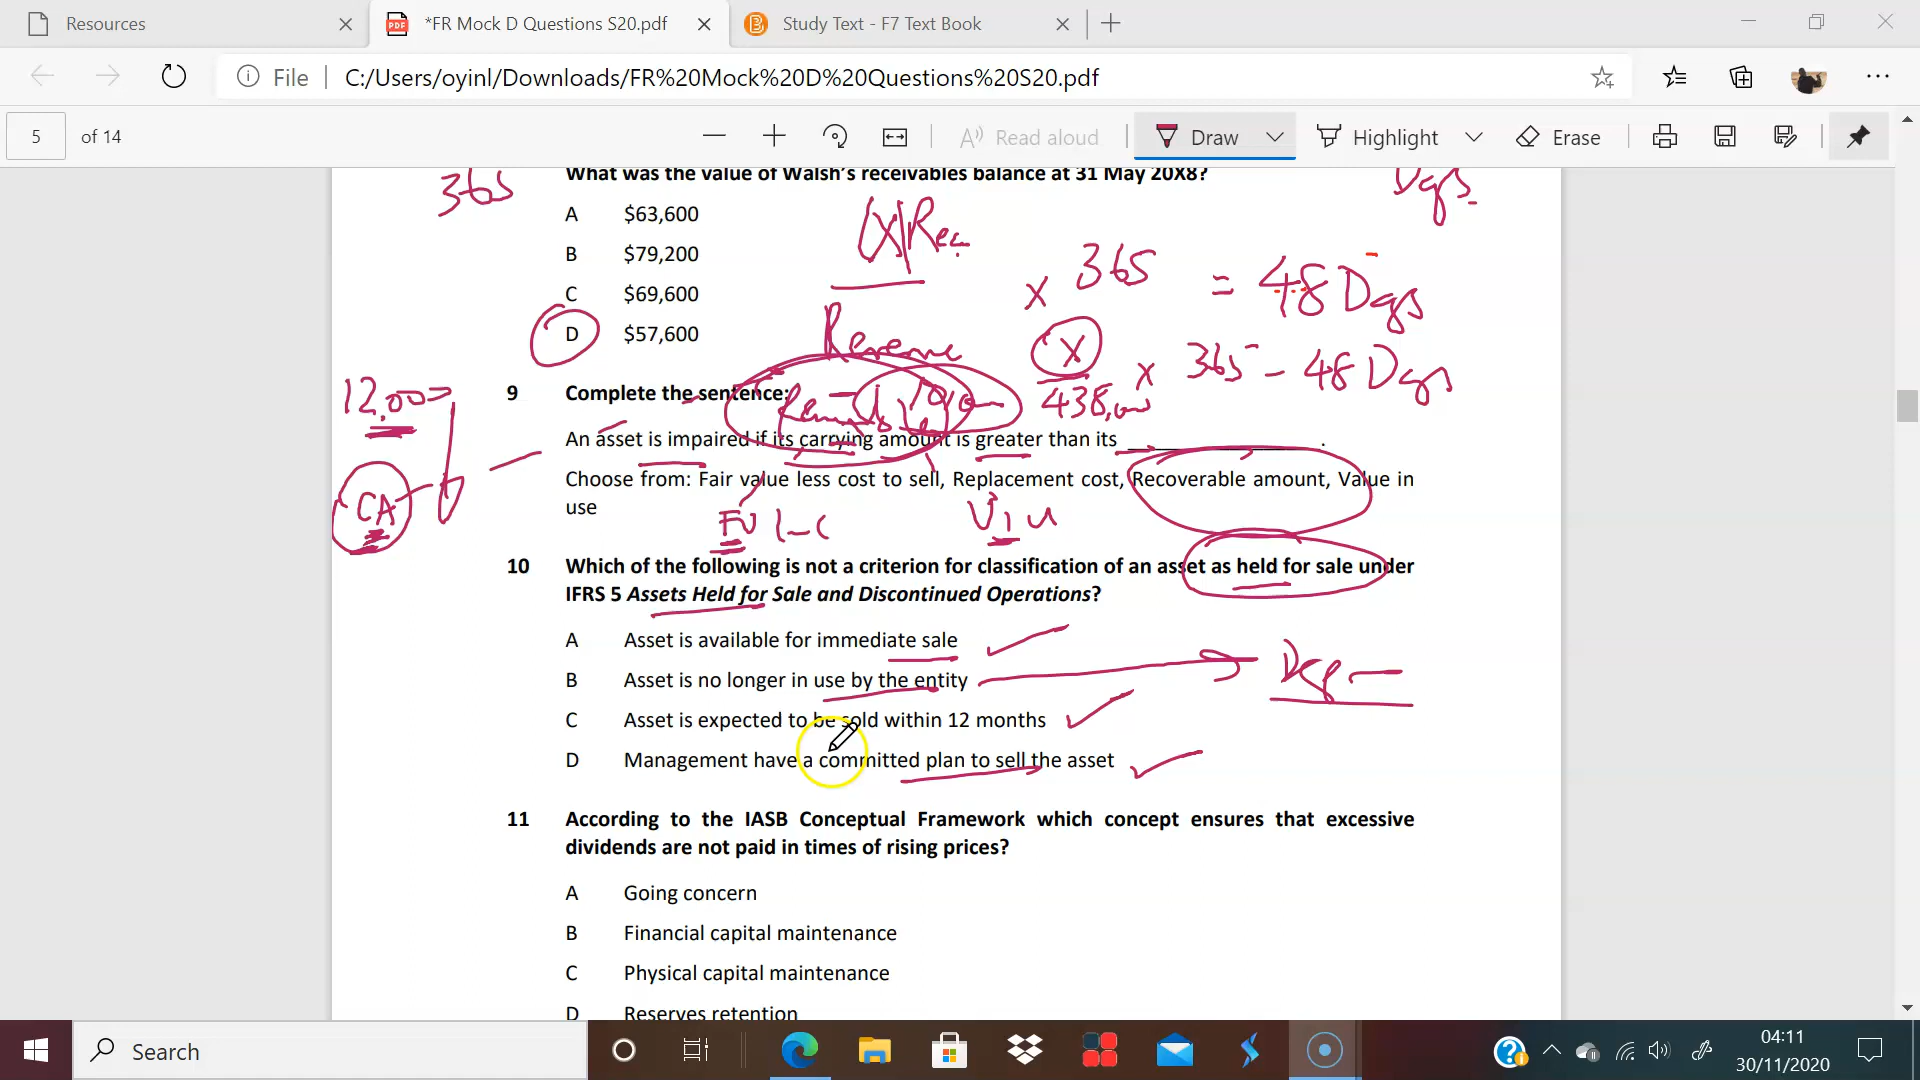 Resources
*FR Mock D Questions S20.pdf
Study Text - F7 Text Book
File
C:/Users/oyinl/Downloads/FR%20Mock%20D%20Questions%20S20.pdf
5 of 14
Read aloud
Draw
Highlight
Erase
What was the value of Walsh's receivables balance at 31 May 20X8?
365
Days
A $63,600
B $79,200
C $69,600
D $57,600
(X) Rec
Revenue
x 365 = 48 Days
X
438,000
x 365 = 48 Days
12,000
CA
9 Complete the sentence:
An asset is impaired if its carrying amount is greater than its ____________________ .
Choose from: Fair value less cost to sell, Replacement cost, Recoverable amount, Value in
use
FV l-c
V i u
10 Which of the following is not a criterion for classification of an asset as held for sale under
IFRS 5 Assets Held for Sale and Discontinued Operations?
A Asset is available for immediate sale
B Asset is no longer in use by the entity
C Asset is expected to be sold within 12 months
D Management have a committed plan to sell the asset
11 According to the IASB Conceptual Framework which concept ensures that excessive
dividends are not paid in times of rising prices?
A Going concern
B Financial capital maintenance
C Physical capital maintenance
D Reserves retention
Search
04:11
30/11/2020